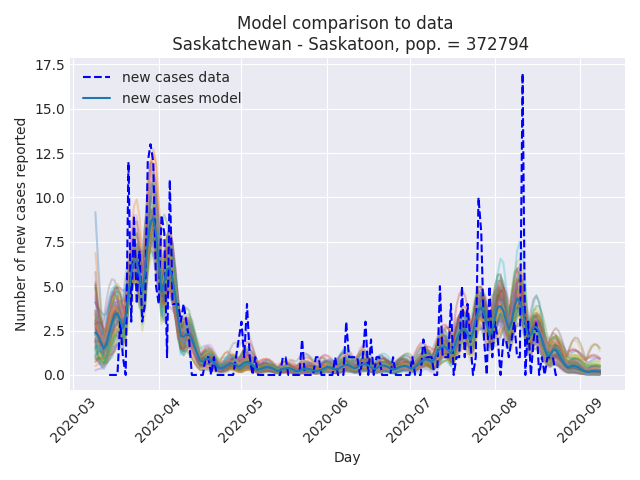 Model comparison to data
Saskatchewan - Saskatoon, pop. = 372794
new cases data
new cases model
Number of new cases reported
17.5
15.0
12.5
10.0
7.5
5.0
2.5
0.0
2020-03
2020-04
2020-05
2020-06
2020-07
2020-08
2020-09
Day